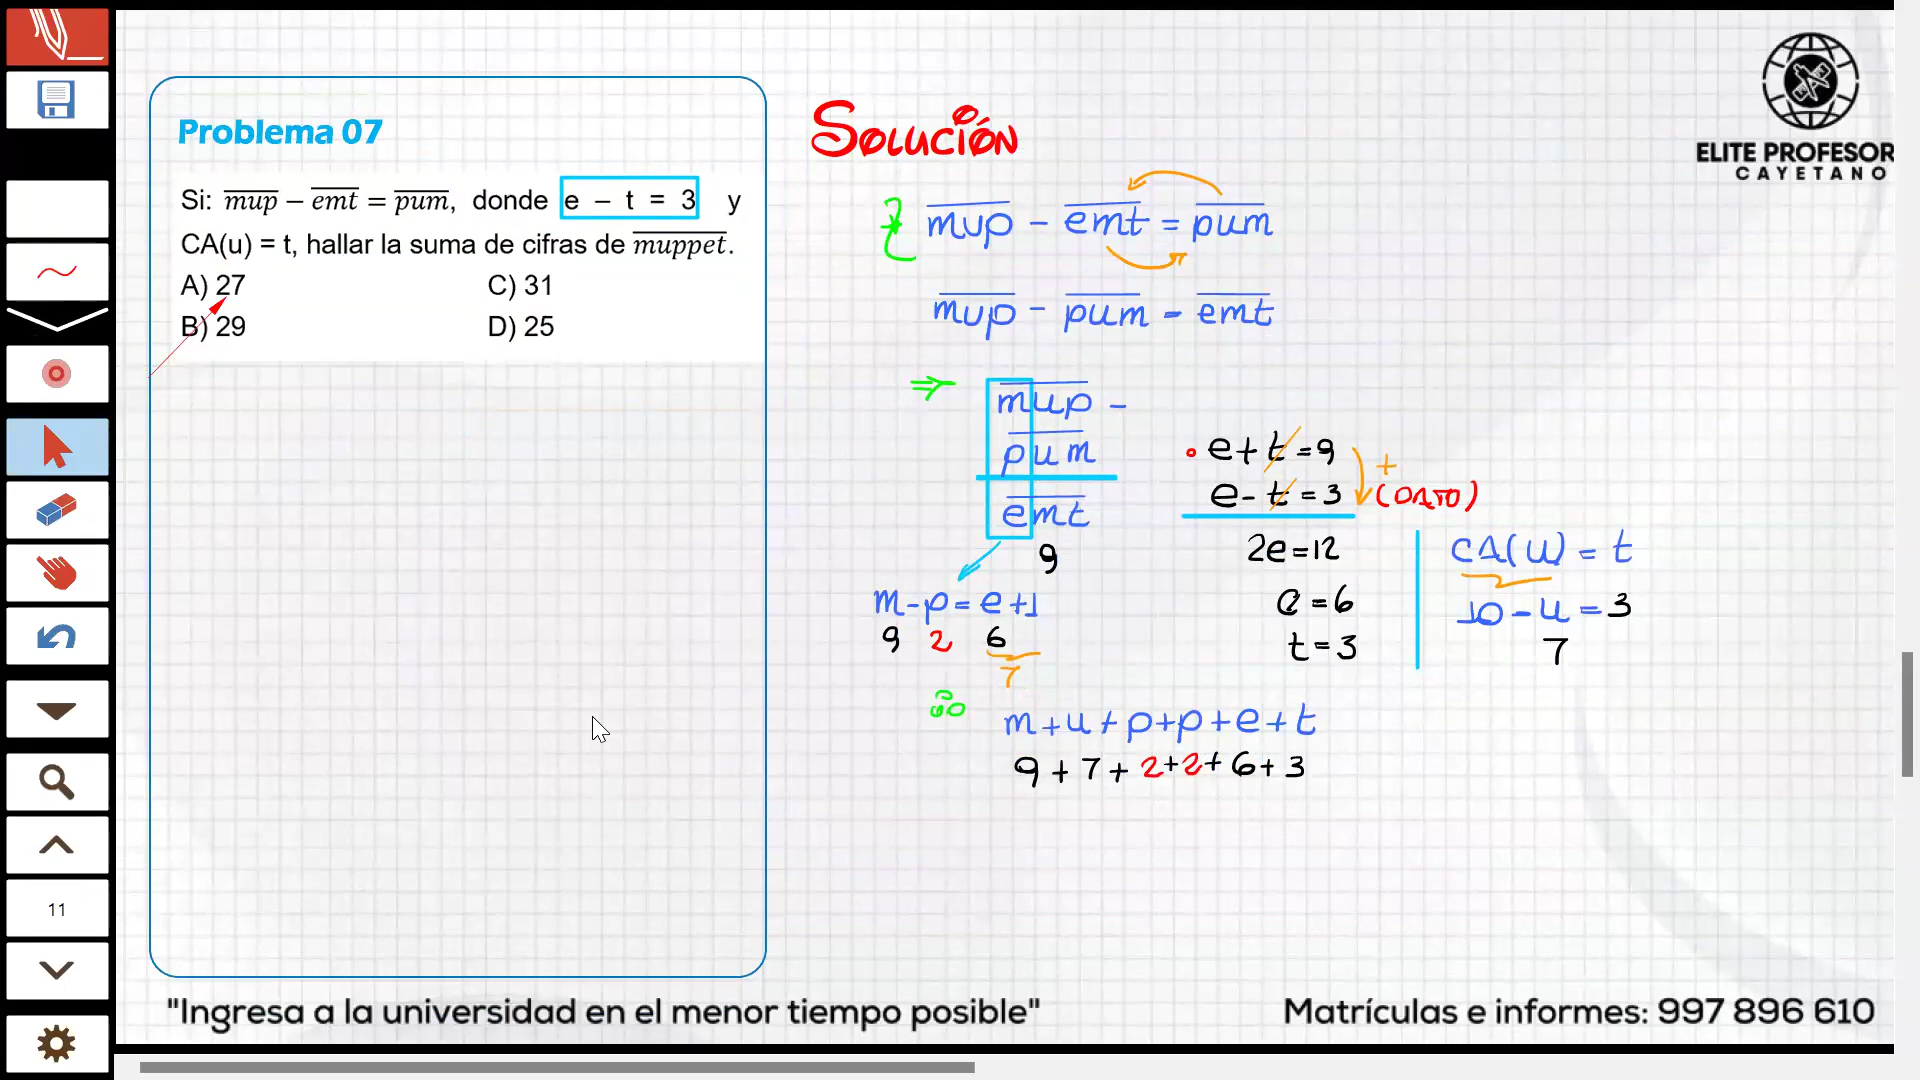 Problema 07
Si: mup − emt = pum, donde e − t = 3 y
CA(u) = t, hallar la suma de cifras de muppet.
A) 27 C) 31
B) 29 D) 25
SOLUCIÓN
mup - emt = pum
mup - pum = emt
⇒ mup -
pum
emt
9
m - p = e + 1
9 2 6
7
• e + t = 9
e - t = 3
+
(DATO)
2e = 12
e = 6
t = 3
CA(u) = t
10 - u = 3
7
m + u + p + p + e + t
9 + 7 + 2 + 2 + 6 + 3
ELITE PROFESOR
CAYETANO
11
"Ingresa a la universidad en el menor tiempo posible" Matrículas e informes: 997 896 610